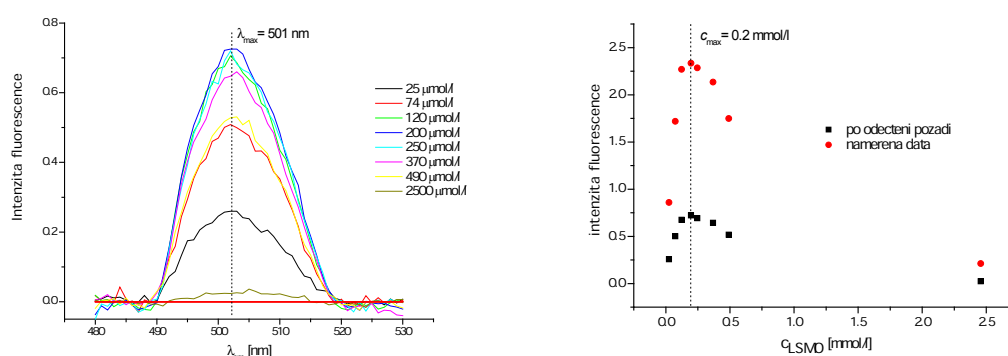 0.8
0.6
0.4
0.2
0.0
Intenzita fluorescence
λmax= 501 nm
25 μmol/l
74 μmol/l
120 μmol/l
200 μmol/l
250 μmol/l
370 μmol/l
490 μmol/l
2500 μmol/l
480 490 500 510 520 530
[nm]
2.5
2.0
1.5
1.0
0.5
0.0
intenzita fluorescence
cmax= 0.2 mmol/l
po odecteni pozadi
namerena data
0.0 0.5 1.0 1.5 2.0 2.5
cLSMO [mmol/l]